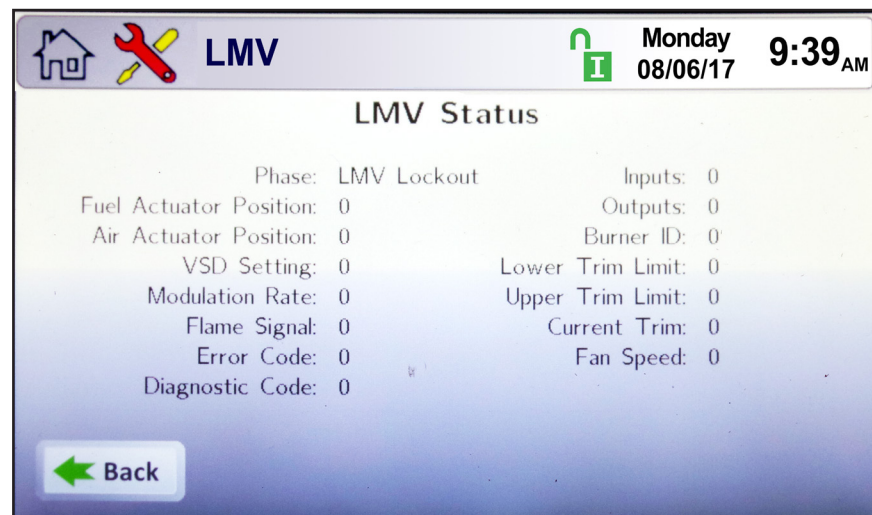 LMV
Monday
08/06/17
9:39 AM
I
LMV Status
Phase: LMV Lockout
Fuel Actuator Position: 0
Air Actuator Position: 0
VSD Setting: 0
Modulation Rate: 0
Flame Signal: 0
Error Code: 0
Diagnostic Code: 0
Inputs: 0
Outputs: 0
Burner ID: 0
Lower Trim Limit: 0
Upper Trim Limit: 0
Current Trim: 0
Fan Speed: 0
Back